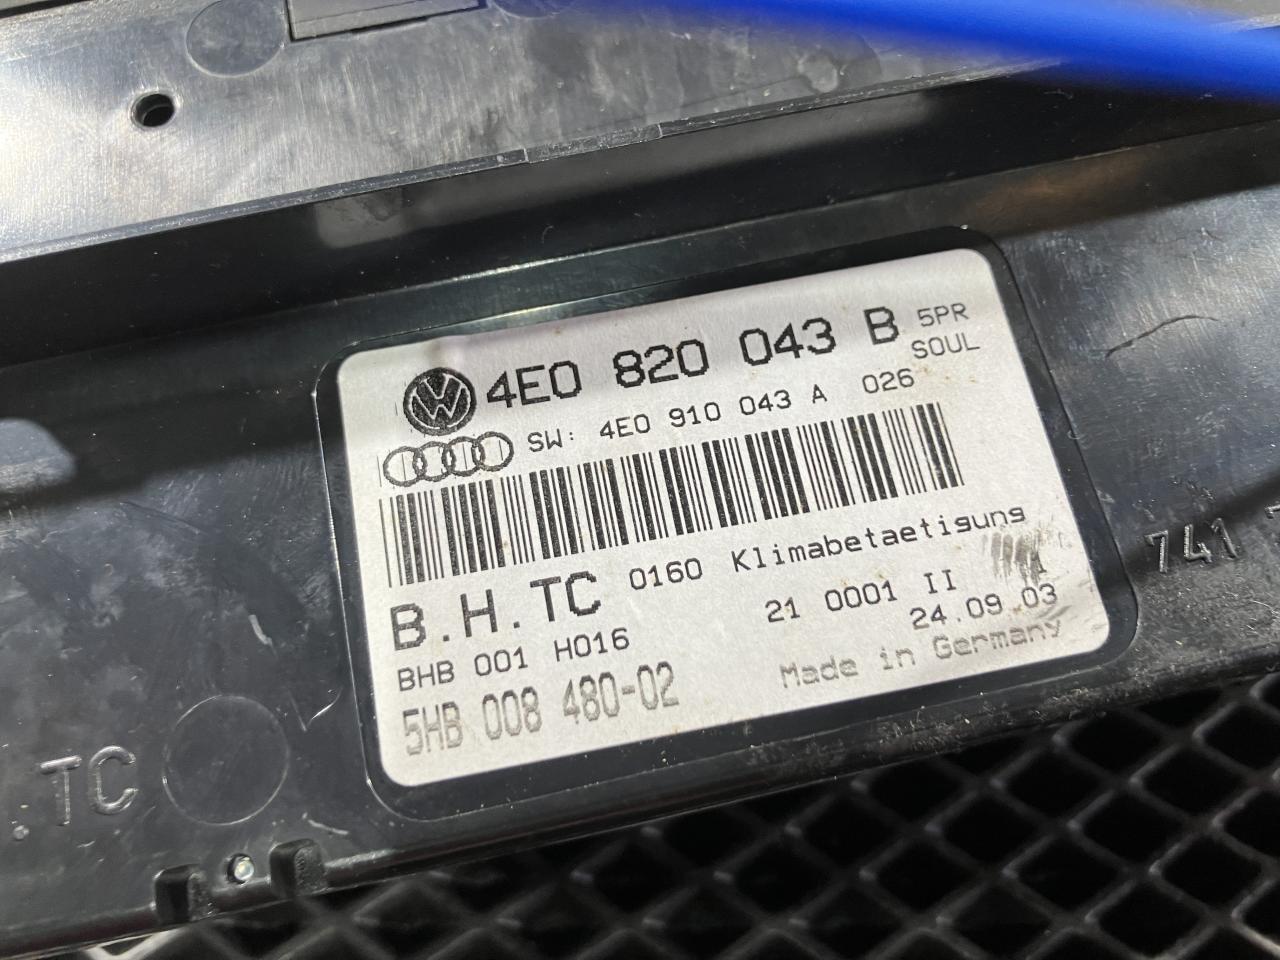 4E0 820 043 B 5PR
SOUL
SW: 4E0 910 043 A 026
B.H.TC 0160 Klimabetaetigung
BHB 001 H016 21 0001 II
24.09.03
5HB 008 480-02 Made in Germany
.TC
741